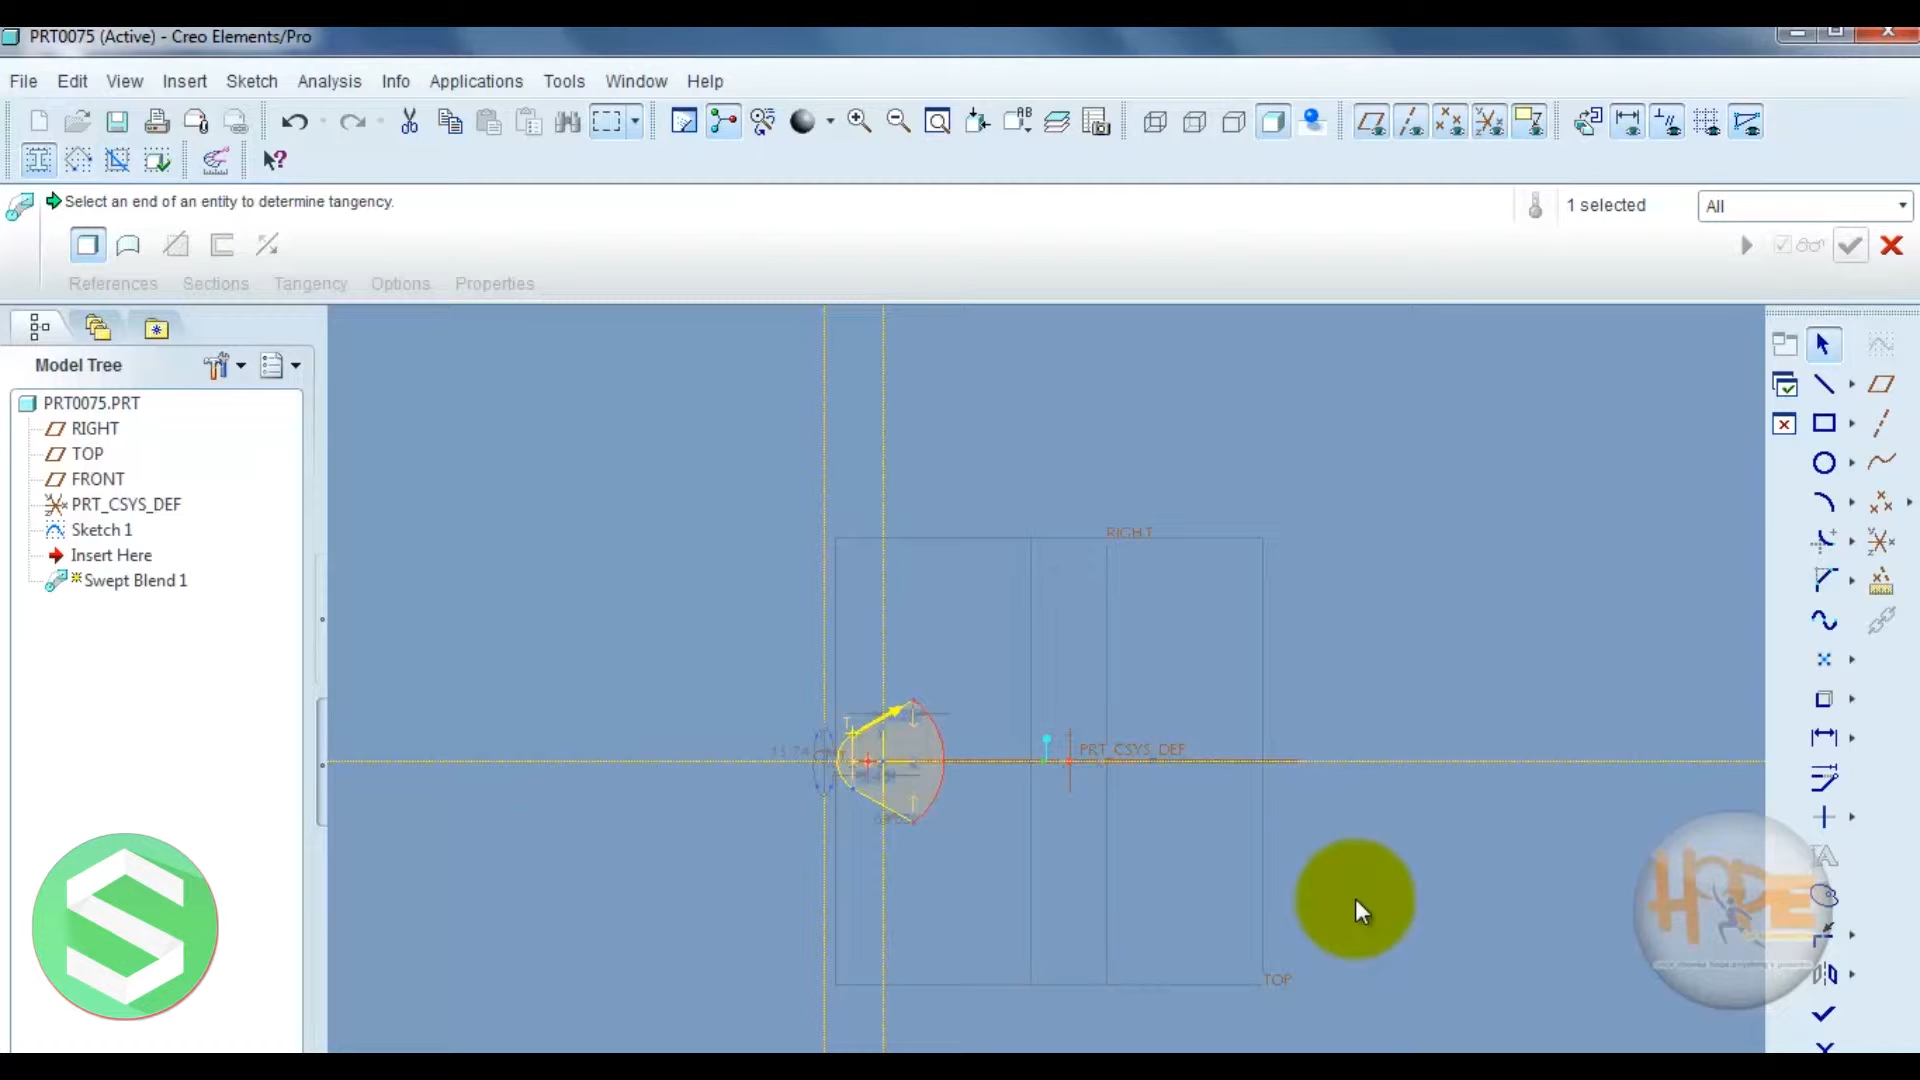 PRT0075 (Active) - Creo Elements/Pro
File Edit View Insert Sketch Analysis Info Applications Tools Window Help
Select an end of an entity to determine tangency.
1 selected
All
References Sections Tangency Options Properties
Model Tree
PRT0075.PRT
RIGHT
TOP
FRONT
PRT_CSYS_DEF
Sketch 1
Insert Here
Swept Blend 1
RIGHT
T
PRT_CSYS_DEF
TOP
HOPE